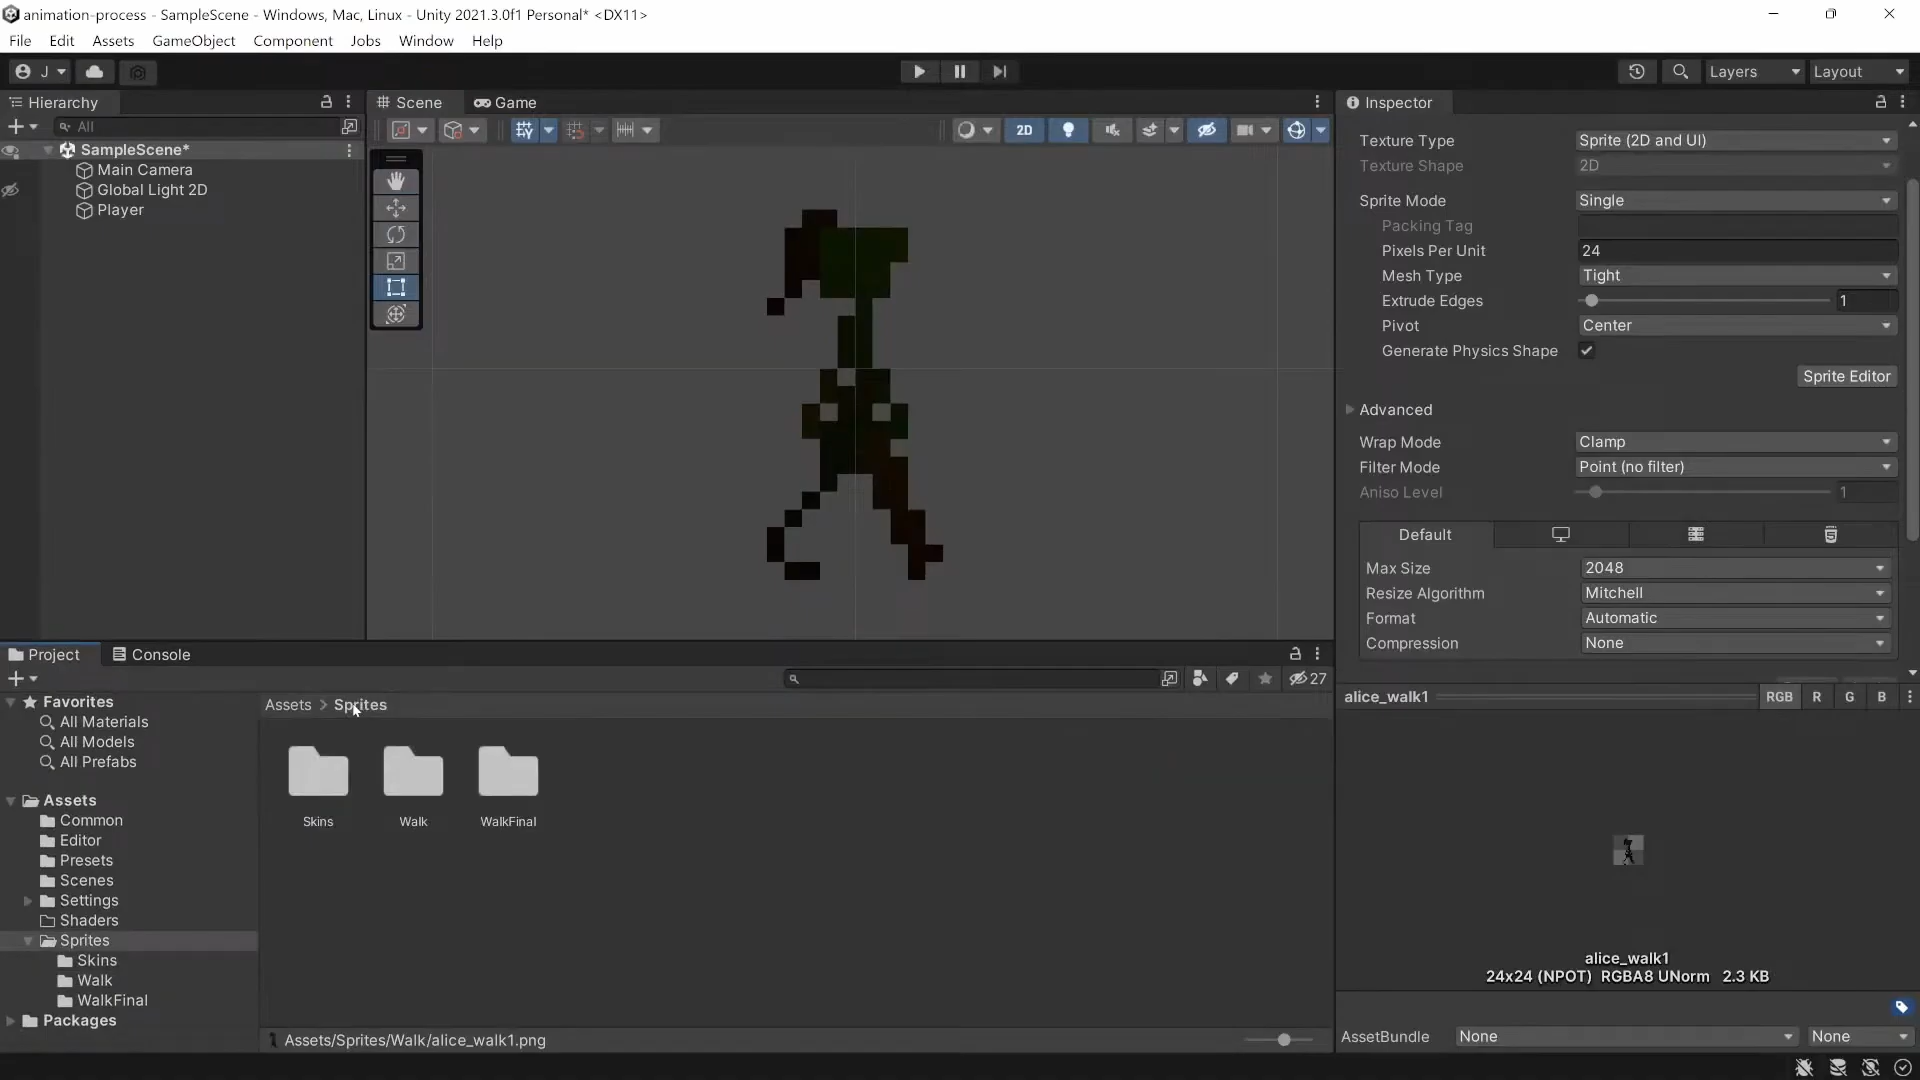 animation-process - SampleScene - Windows, Mac, Linux - Unity 2021.3.0f1 Personal* <DX11>
File Edit Assets GameObject Component Jobs Window Help
J Layers Layout
Hierarchy
All
SampleScene*
Main Camera
Global Light 2D
Player
Scene Game
2D
Inspector
Texture Type Sprite (2D and UI)
Texture Shape 2D
Sprite Mode Single
Packing Tag
Pixels Per Unit 24
Mesh Type Tight
Extrude Edges 1
Pivot Center
Generate Physics Shape
Sprite Editor
Advanced
Wrap Mode Clamp
Filter Mode Point (no filter)
Aniso Level 1
Default
Max Size 2048
Resize Algorithm Mitchell
Format Automatic
Compression None
Project Console
27
Favorites
All Materials
All Models
All Prefabs
Assets
Common
Editor
Presets
Scenes
Settings
Shaders
Sprites
Skins
Walk
WalkFinal
Packages
Assets > Sprites
Skins Walk WalkFinal
Assets/Sprites/Walk/alice_walk1.png
alice_walk1 RGB R G B
alice_walk1
24x24 (NPOT) RGBA8 UNorm 2.3 KB
AssetBundle None None